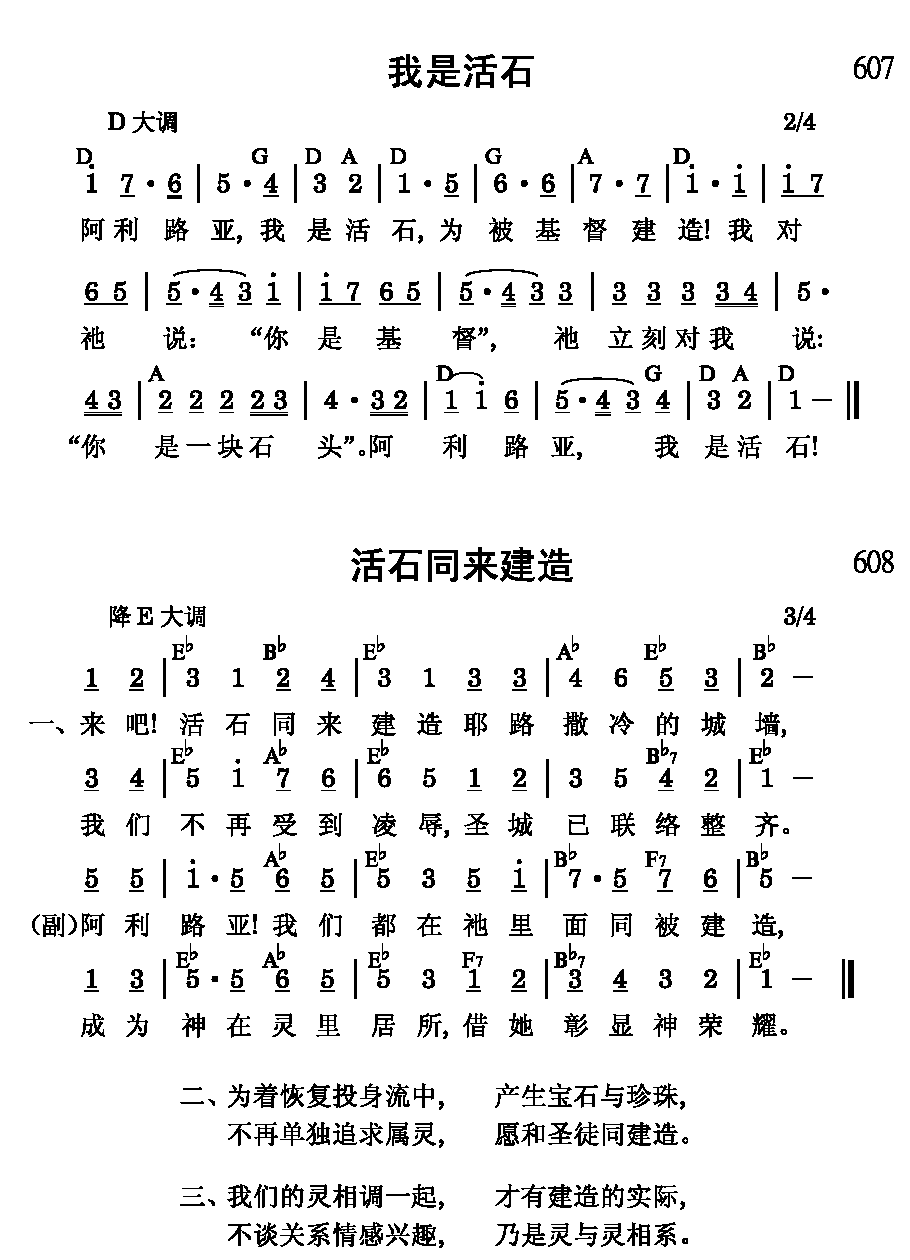 我是活石 607
D 大调 2/4
D G D A D G A D
1 7·6 | 5·4 | 3 2 | 1·5 | 6·6 | 7·7 | 1·1 | 1 7
阿利路亚, 我是活石, 为被基督建造! 我对
6 5 | 5·4 3 1 | 1 7 6 5 | 5·4 3 3 | 3 3 3 3 4 | 5·
祂说: “你是基督”, 祂立刻对我说:
A D G D A D
4 3 | 2 2 2 2 3 | 4·3 2 | 1 1 6 | 5·4 3 4 | 3 2 | 1 – ‖
“你是一块石头”。阿利路亚, 我是活石!
活石同来建造 608
降 E 大调 3/4
E♭ B♭ E♭ A♭ E♭ B♭
1 2 | 3 1 2 4 | 3 1 3 3 | 4 6 5 3 | 2 –
一、来吧! 活石同来建造耶路撒冷的城墙,
E♭ A♭ E♭ B♭7 E♭
3 4 | 5 1 7 6 | 6 5 1 2 | 3 5 4 2 | 1 –
我们不再受到凌辱, 圣城已联络整齐。
A♭ E♭ B♭ F7 B♭
5 5 | 1·5 6 5 | 5 3 5 1 | 7·5 7 6 | 5 –
(副)阿利路亚! 我们都在祂里面同被建造,
E♭ A♭ E♭ F7 B♭7 E♭
1 3 | 5·5 6 5 | 5 3 1 2 | 3 4 3 2 | 1 – ‖
成为神在灵里居所, 借她彰显神荣耀。
二、为着恢复投身流中, 产生宝石与珍珠,
不再单独追求属灵, 愿和圣徒同建造。
三、我们的灵相调一起, 才有建造的实际,
不谈关系情感兴趣, 乃是灵与灵相系。